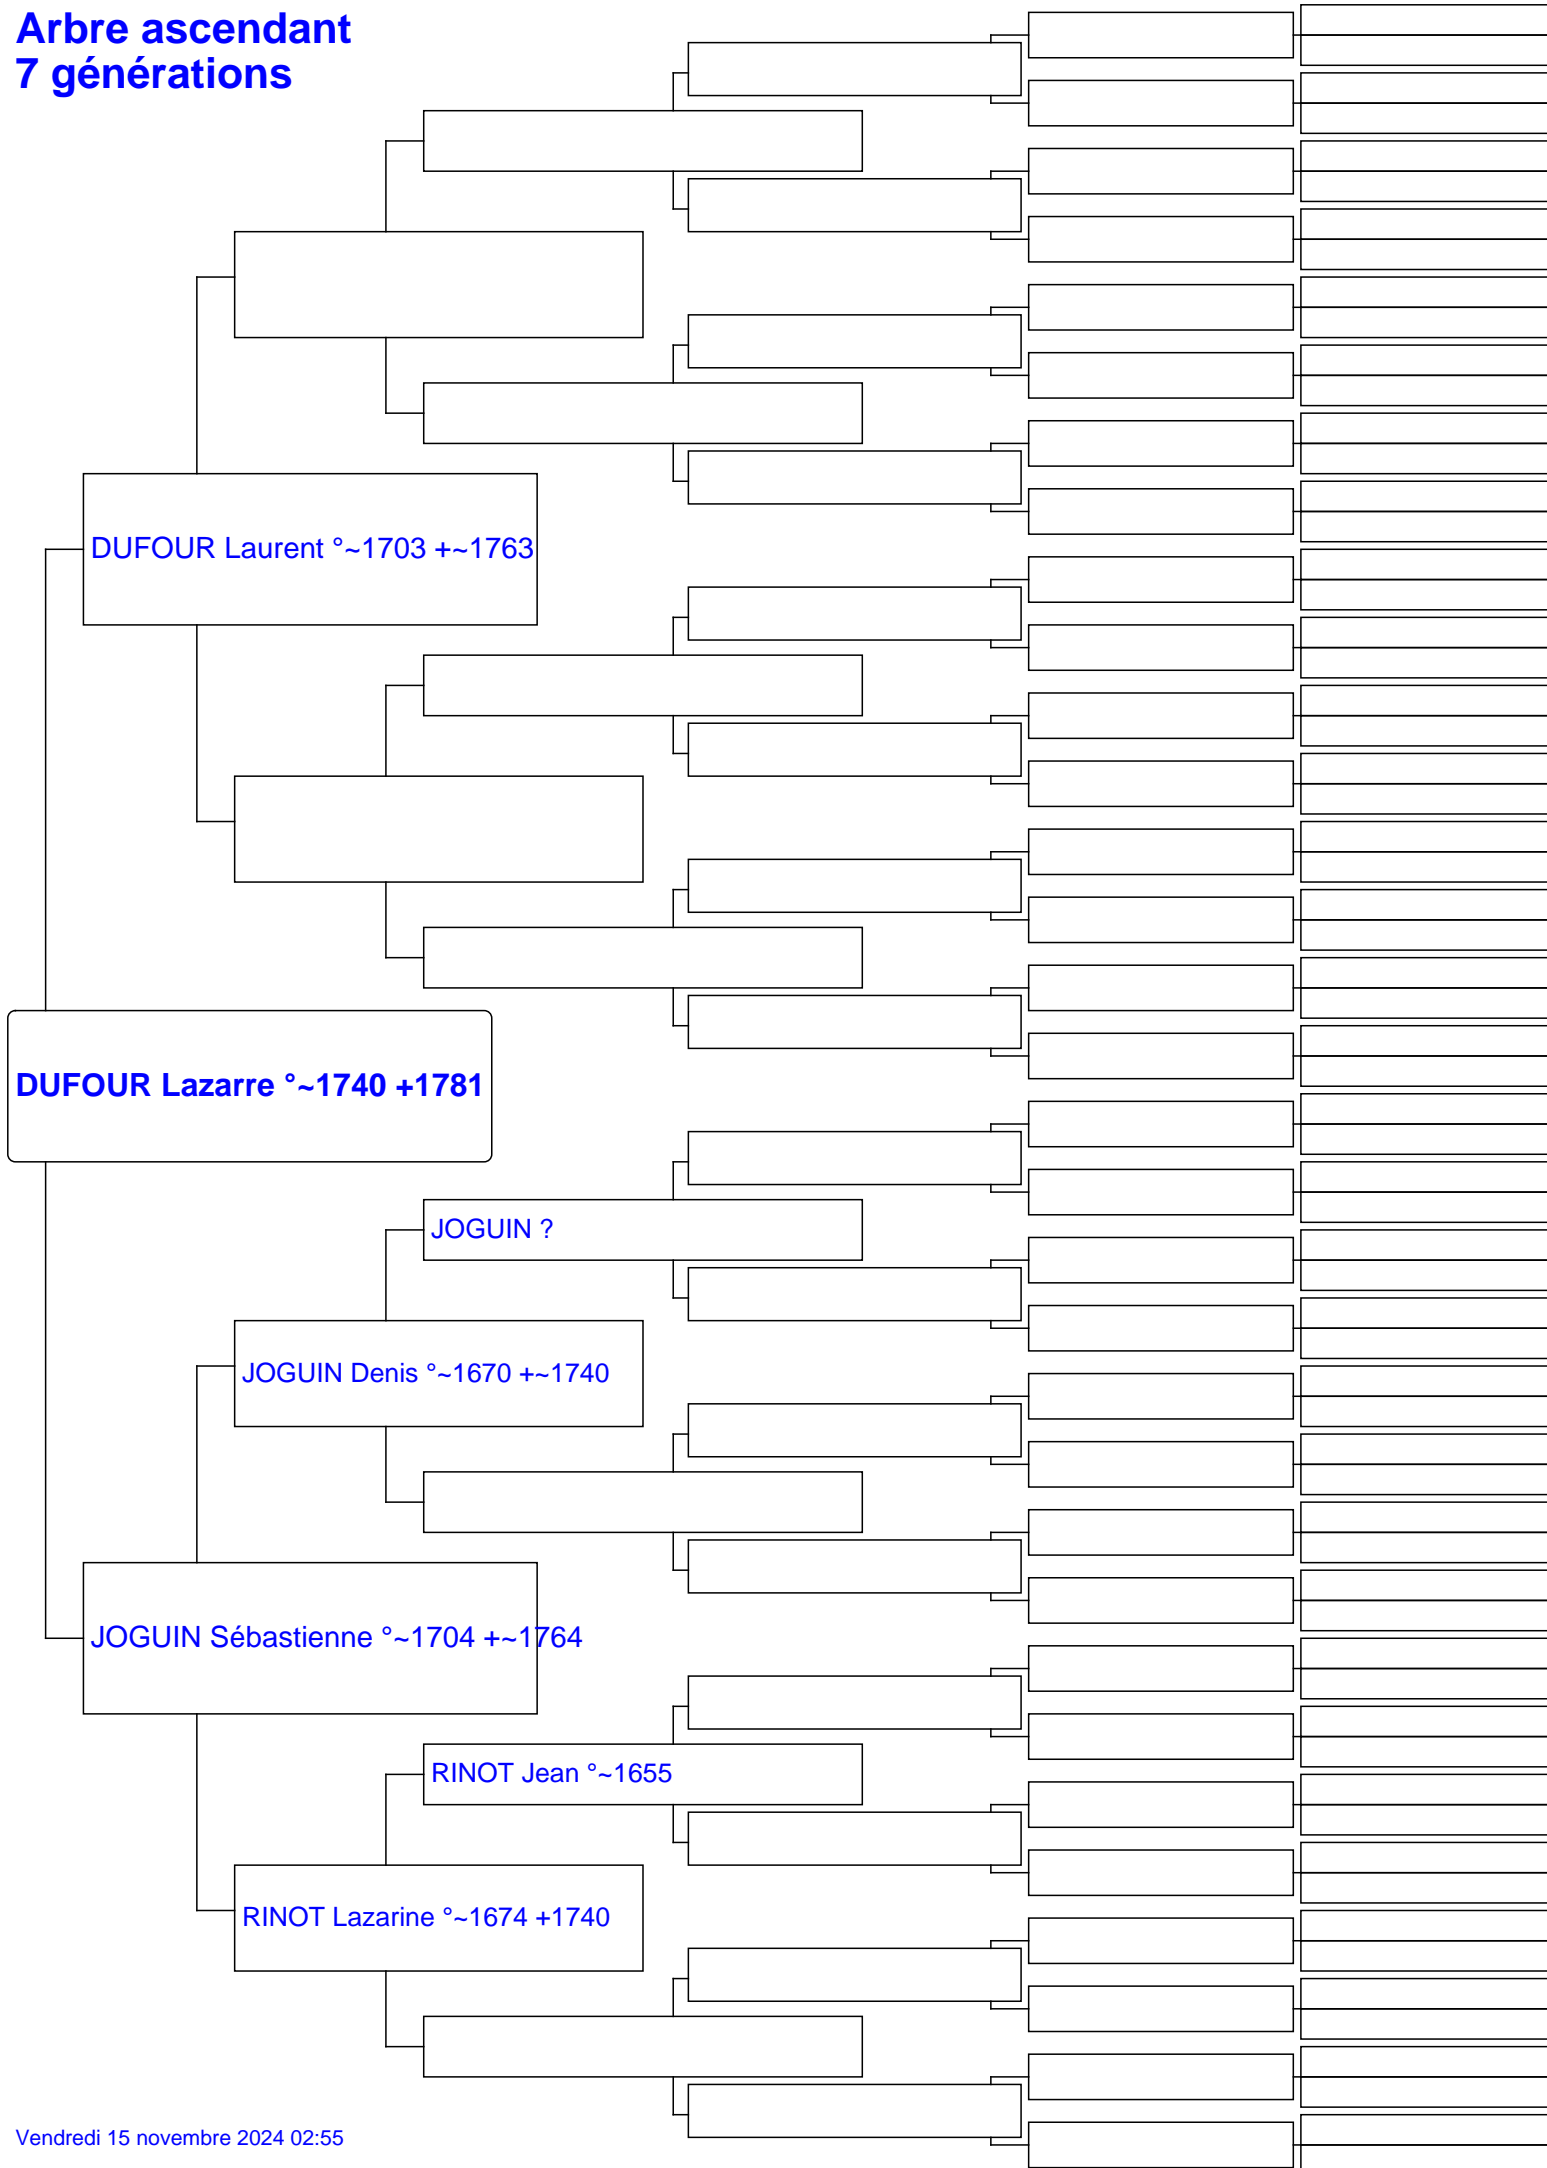 Arbre ascendant
7 générations
DUFOUR Laurent °~1703 +~1763
DUFOUR Lazarre °~1740 +1781
JOGUIN ?
JOGUIN Denis °~1670 +~1740
JOGUIN Sébastienne °~1704 +~1764
RINOT Jean °~1655
RINOT Lazarine °~1674 +1740
Vendredi 15 novembre 2024 02:55